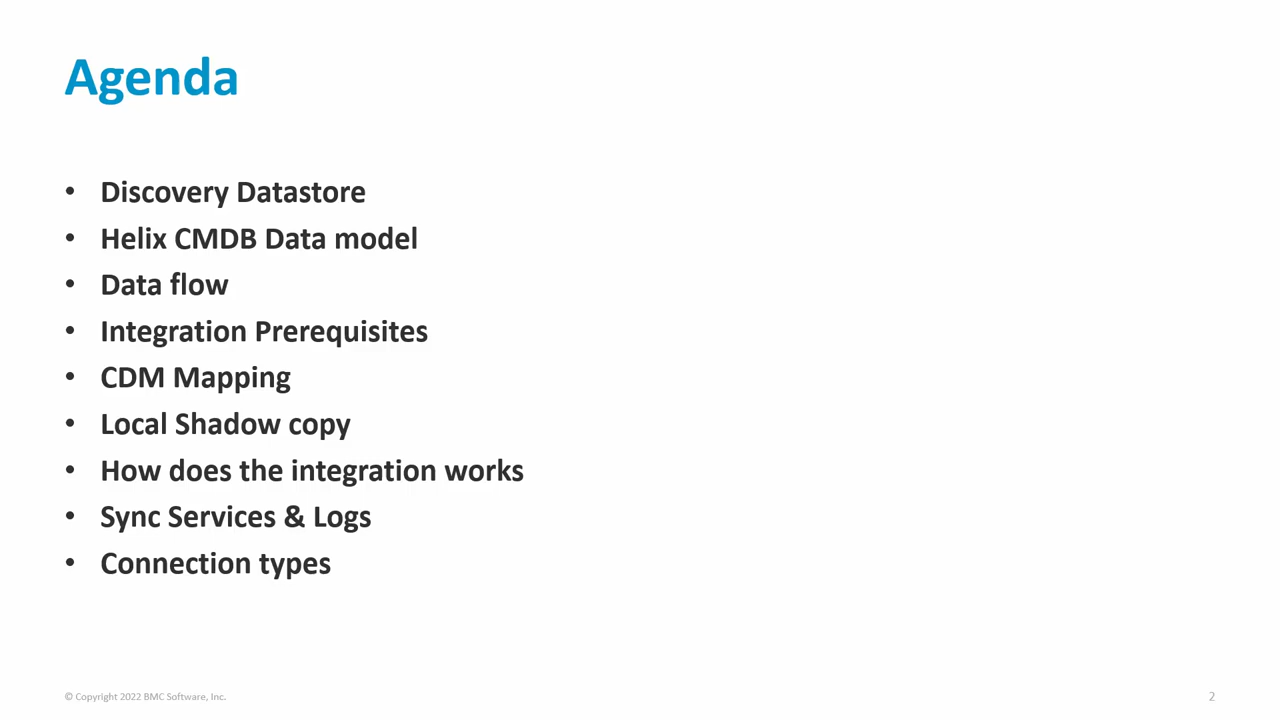 Agenda
• Discovery Datastore
• Helix CMDB Data model
• Data flow
• Integration Prerequisites
• CDM Mapping
• Local Shadow copy
• How does the integration works
• Sync Services & Logs
• Connection types
© Copyright 2022 BMC Software, Inc.
2